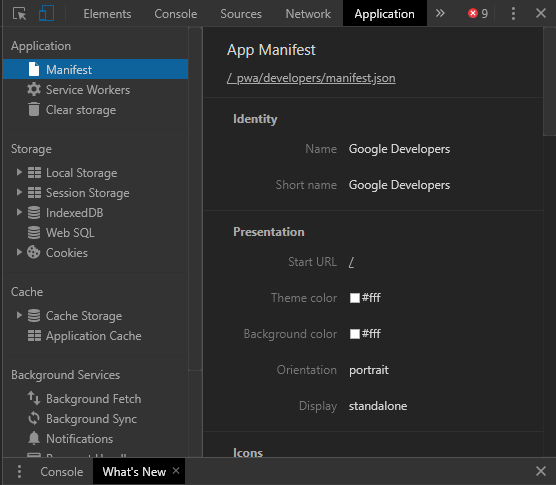 Elements Console Sources Network Application » 9
Application
Manifest
Service Workers
Clear storage
Storage
Local Storage
Session Storage
IndexedDB
Web SQL
Cookies
Cache
Cache Storage
Application Cache
Background Services
Background Fetch
Background Sync
Notifications
App Manifest
/_pwa/developers/manifest.json
Identity
Name Google Developers
Short name Google Developers
Presentation
Start URL /
Theme color #fff
Background color #fff
Orientation portrait
Display standalone
Icons
Console What's New ×